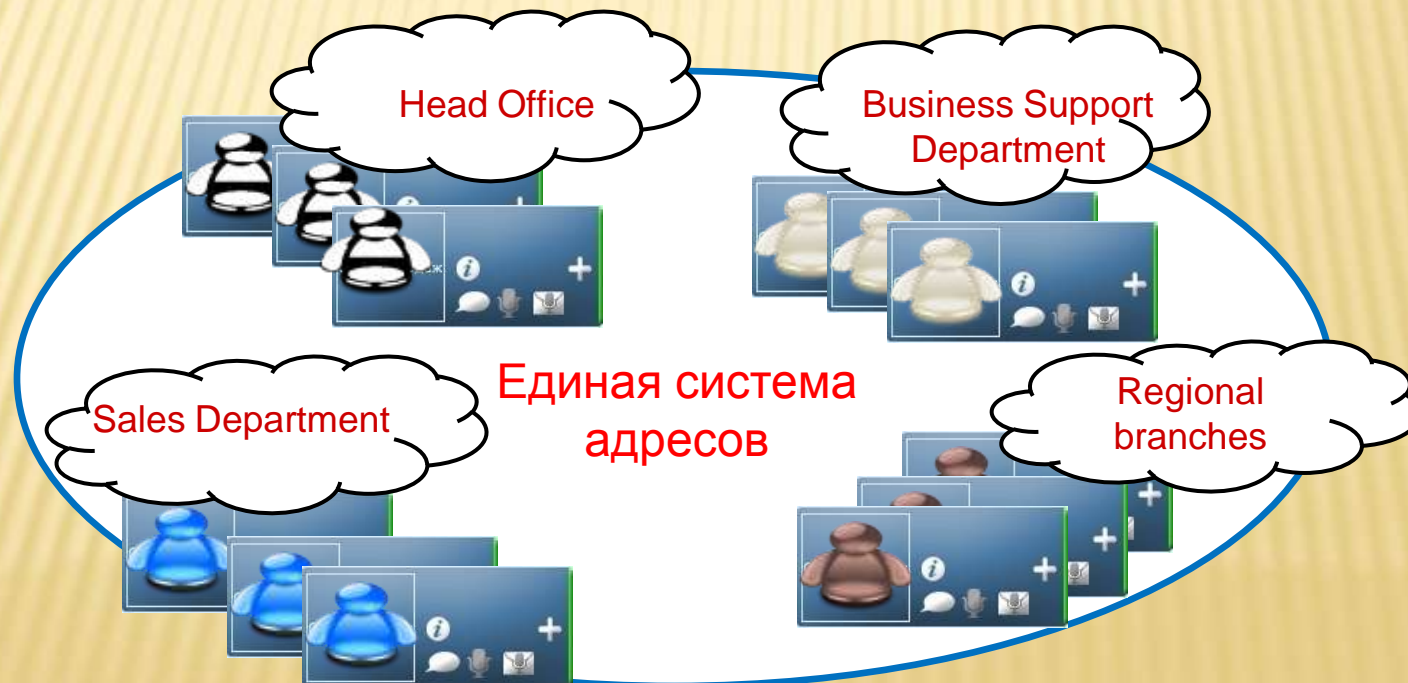 Head Office
Business Support
Department
Единая система
адресов
Sales Department
Regional
branches